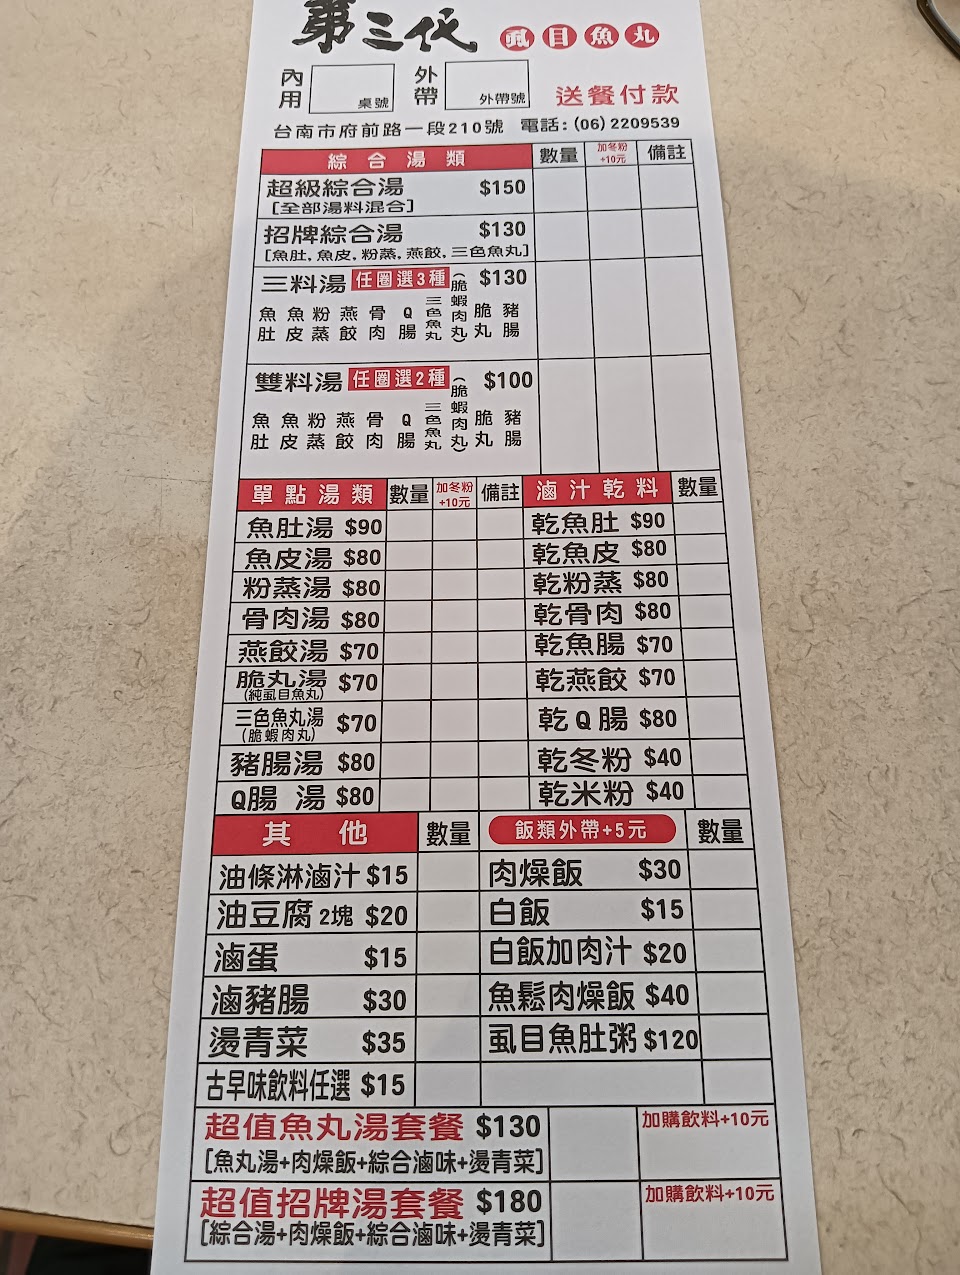 第三代 虱目魚丸
內用 桌號 外帶 外帶號 送餐付款
台南市府前路一段210號 電話:(06)2209539
綜合湯類 數量 加冬粉+10元 備註
超級綜合湯 $150
[全部湯料混合]
招牌綜合湯 $130
[魚肚,魚皮,粉蒸,燕餃,三色魚丸]
三料湯 任圈選3種 $130
魚肚 魚皮 粉蒸 燕餃 骨肉 Q腸 三色魚丸(脆蝦肉丸) 脆丸 豬腸
雙料湯 任圈選2種 $100
魚肚 魚皮 粉蒸 燕餃 骨肉 Q腸 三色魚丸(脆蝦肉丸) 脆丸 豬腸
單點湯類 數量 加冬粉+10元 備註 滷汁乾料 數量
魚肚湯 $90 乾魚肚 $90
魚皮湯 $80 乾魚皮 $80
粉蒸湯 $80 乾粉蒸 $80
骨肉湯 $80 乾骨肉 $80
燕餃湯 $70 乾魚腸 $70
脆丸湯 $70 乾燕餃 $70
(純虱目魚丸)
三色魚丸湯 $70 乾Q腸 $80
(脆蝦肉丸)
豬腸湯 $80 乾冬粉 $40
Q腸 湯 $80 乾米粉 $40
其他 數量 飯類外帶+5元 數量
油條淋滷汁 $15 肉燥飯 $30
油豆腐2塊 $20 白飯 $15
滷蛋 $15 白飯加肉汁 $20
滷豬腸 $30 魚鬆肉燥飯 $40
燙青菜 $35 虱目魚肚粥 $120
古早味飲料任選 $15
超值魚丸湯套餐 $130 加購飲料+10元
[魚丸湯+肉燥飯+綜合滷味+燙青菜]
超值招牌湯套餐 $180 加購飲料+10元
[綜合湯+肉燥飯+綜合滷味+燙青菜]